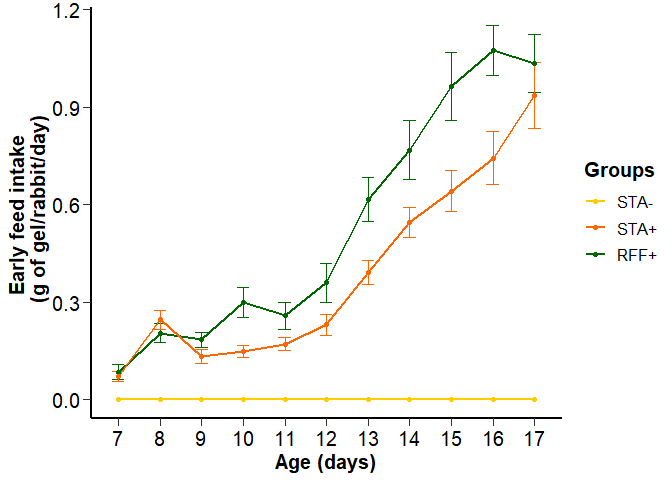 1.2
0.9
0.6
0.3
0.0
Early feed intake
(g of gel/rabbit/day)
7 8 9 10 11 12 13 14 15 16 17
Age (days)
Groups
STA-
STA+
RFF+